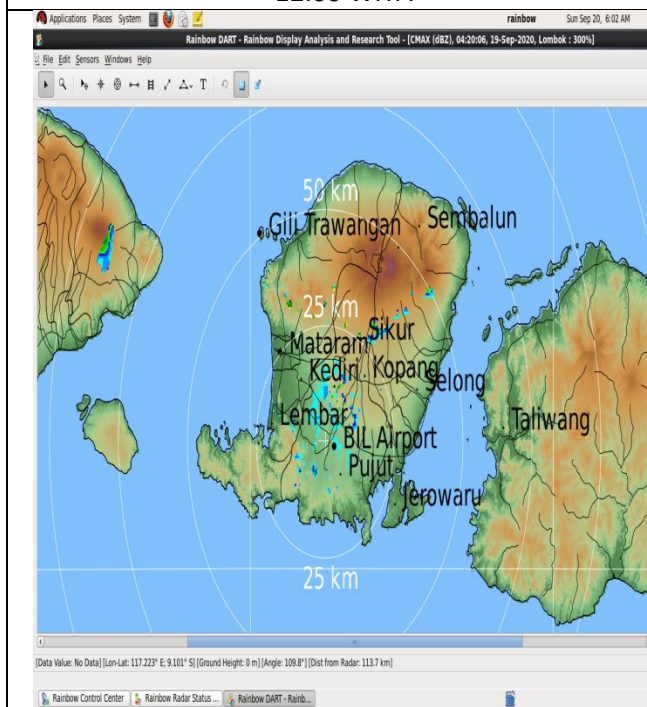 Applications Places System rainbow Sun Sep 20, 6:02 AM
Rainbow DART - Rainbow Display Analysis and Research Tool - [CMAX (dBZ), 04:20:06, 19-Sep-2020, Lombok : 300%]
File Edit Sensors Windows Help
T
50 km
Gili Trawangan
Sembalun
25 km
Sikur
Mataram
Kediri
Kopang
Selong
Lembar
Taliwang
BIL Airport
Pujut
Jerowaru
25 km
[Data Value: No Data] [Lon-Lat: 117.223° E; 9.101° S] [Ground Height: 0 m] [Angle: 109.8°] [Dist from Radar: 113.7 km]
Rainbow Control Center Rainbow Radar Status ... Rainbow DART - Rainb...